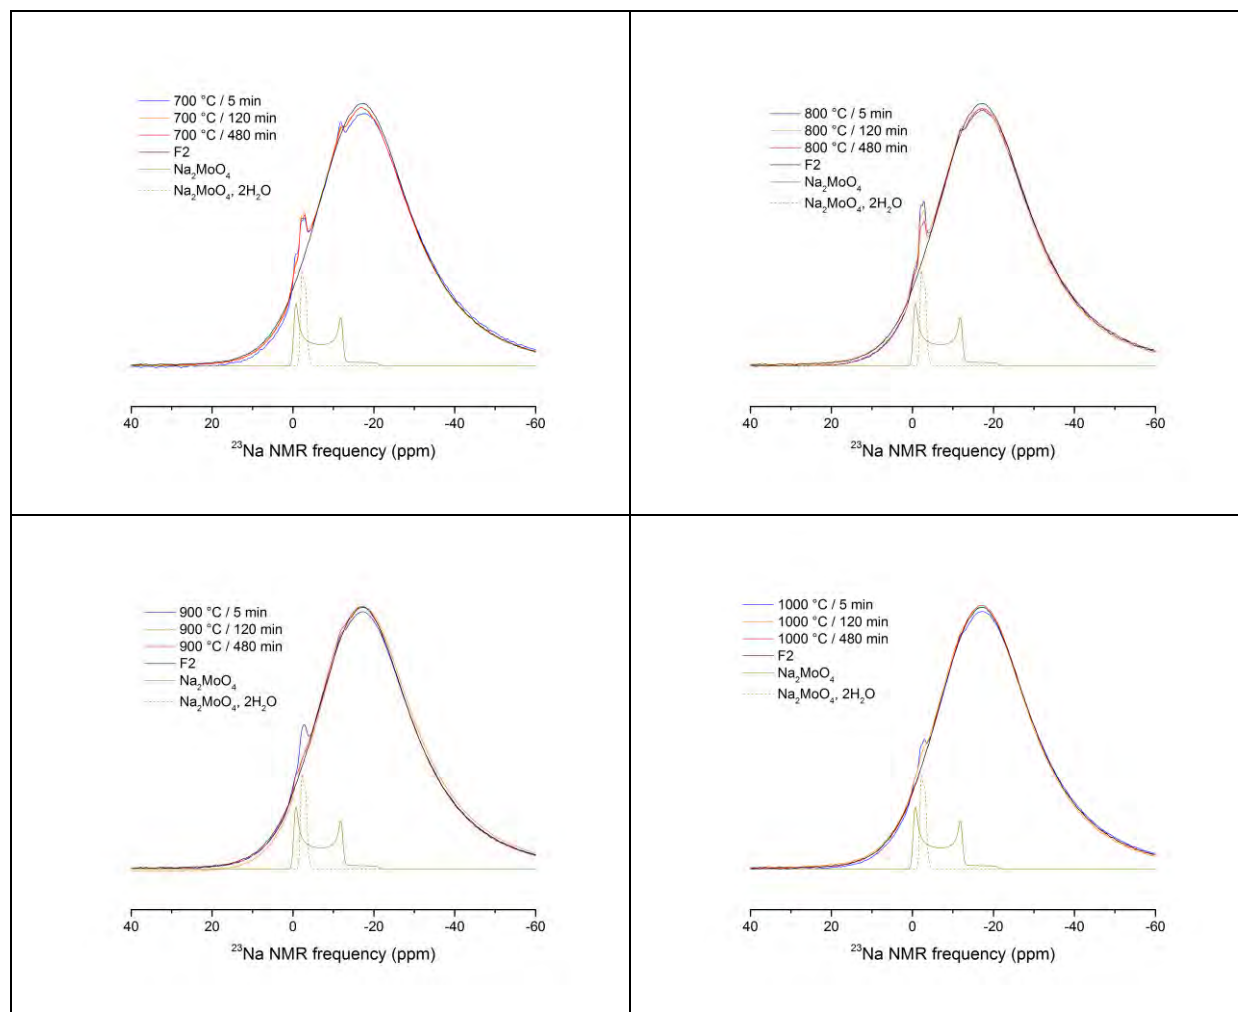 700 °C / 5 min
700 °C / 120 min
700 °C / 480 min
F2
Na₂MoO₄
Na₂MoO₄, 2H₂O
40 20 0 -20 -40 -60
²³Na NMR frequency (ppm)
800 °C / 5 min
800 °C / 120 min
800 °C / 480 min
F2
Na₂MoO₄
Na₂MoO₄, 2H₂O
40 20 0 -20 -40 -60
²³Na NMR frequency (ppm)
900 °C / 5 min
900 °C / 120 min
900 °C / 480 min
F2
Na₂MoO₄
Na₂MoO₄, 2H₂O
40 20 0 -20 -40 -60
²³Na NMR frequency (ppm)
1000 °C / 5 min
1000 °C / 120 min
1000 °C / 480 min
F2
Na₂MoO₄
Na₂MoO₄, 2H₂O
40 20 0 -20 -40 -60
²³Na NMR frequency (ppm)